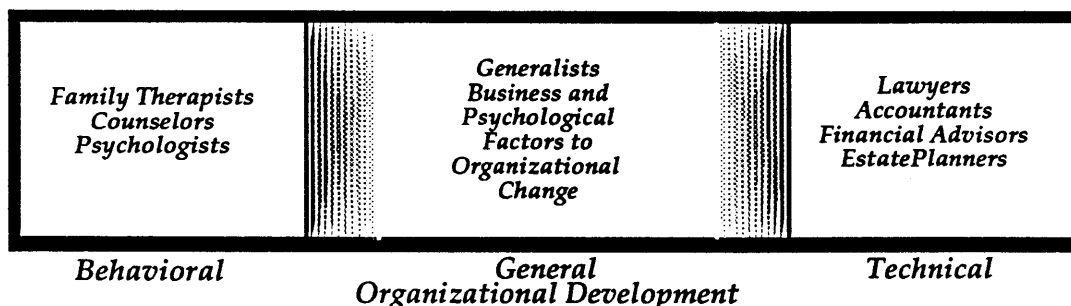 Family Therapists
Counselors
Psychologists
Generalists
Business and
Psychological
Factors to
Organizational
Change
Lawyers
Accountants
Financial Advisors
EstatePlanners
Behavioral
General
Organizational Development
Technical